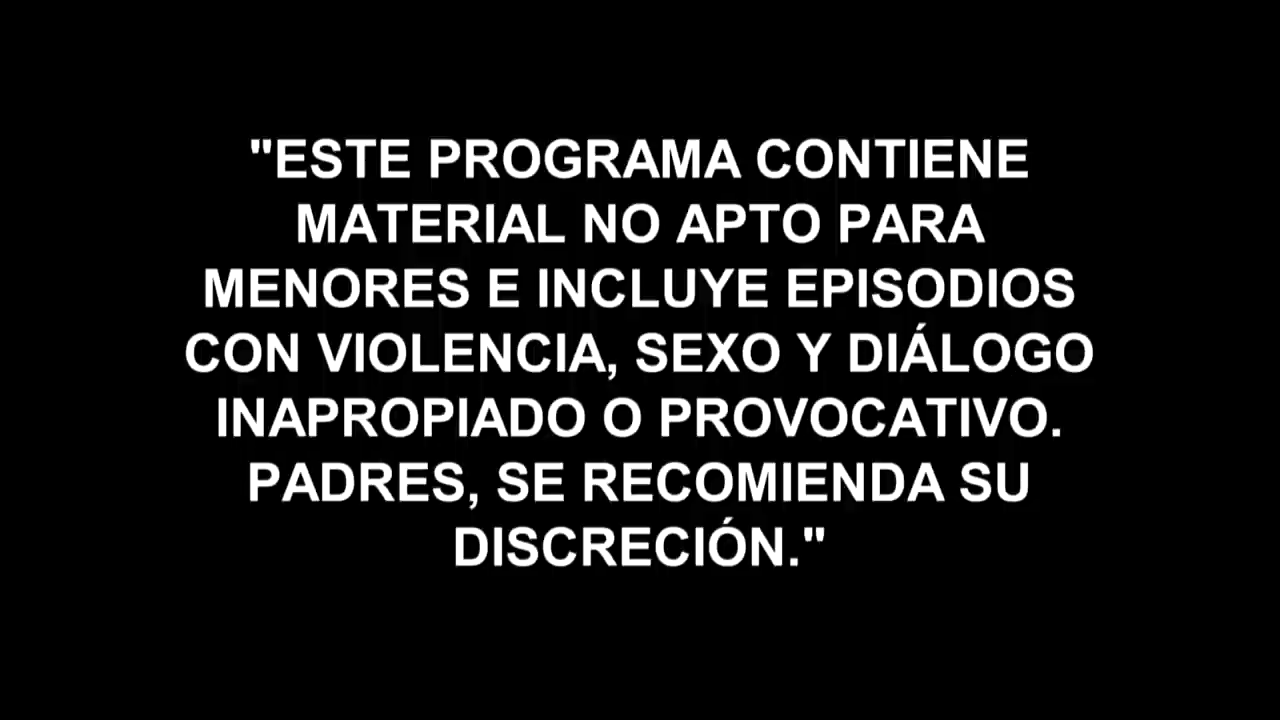 "ESTE PROGRAMA CONTIENE
MATERIAL NO APTO PARA
MENORES E INCLUYE EPISODIOS
CON VIOLENCIA, SEXO Y DIÁLOGO
INAPROPIADO O PROVOCATIVO.
PADRES, SE RECOMIENDA SU
DISCRECIÓN."